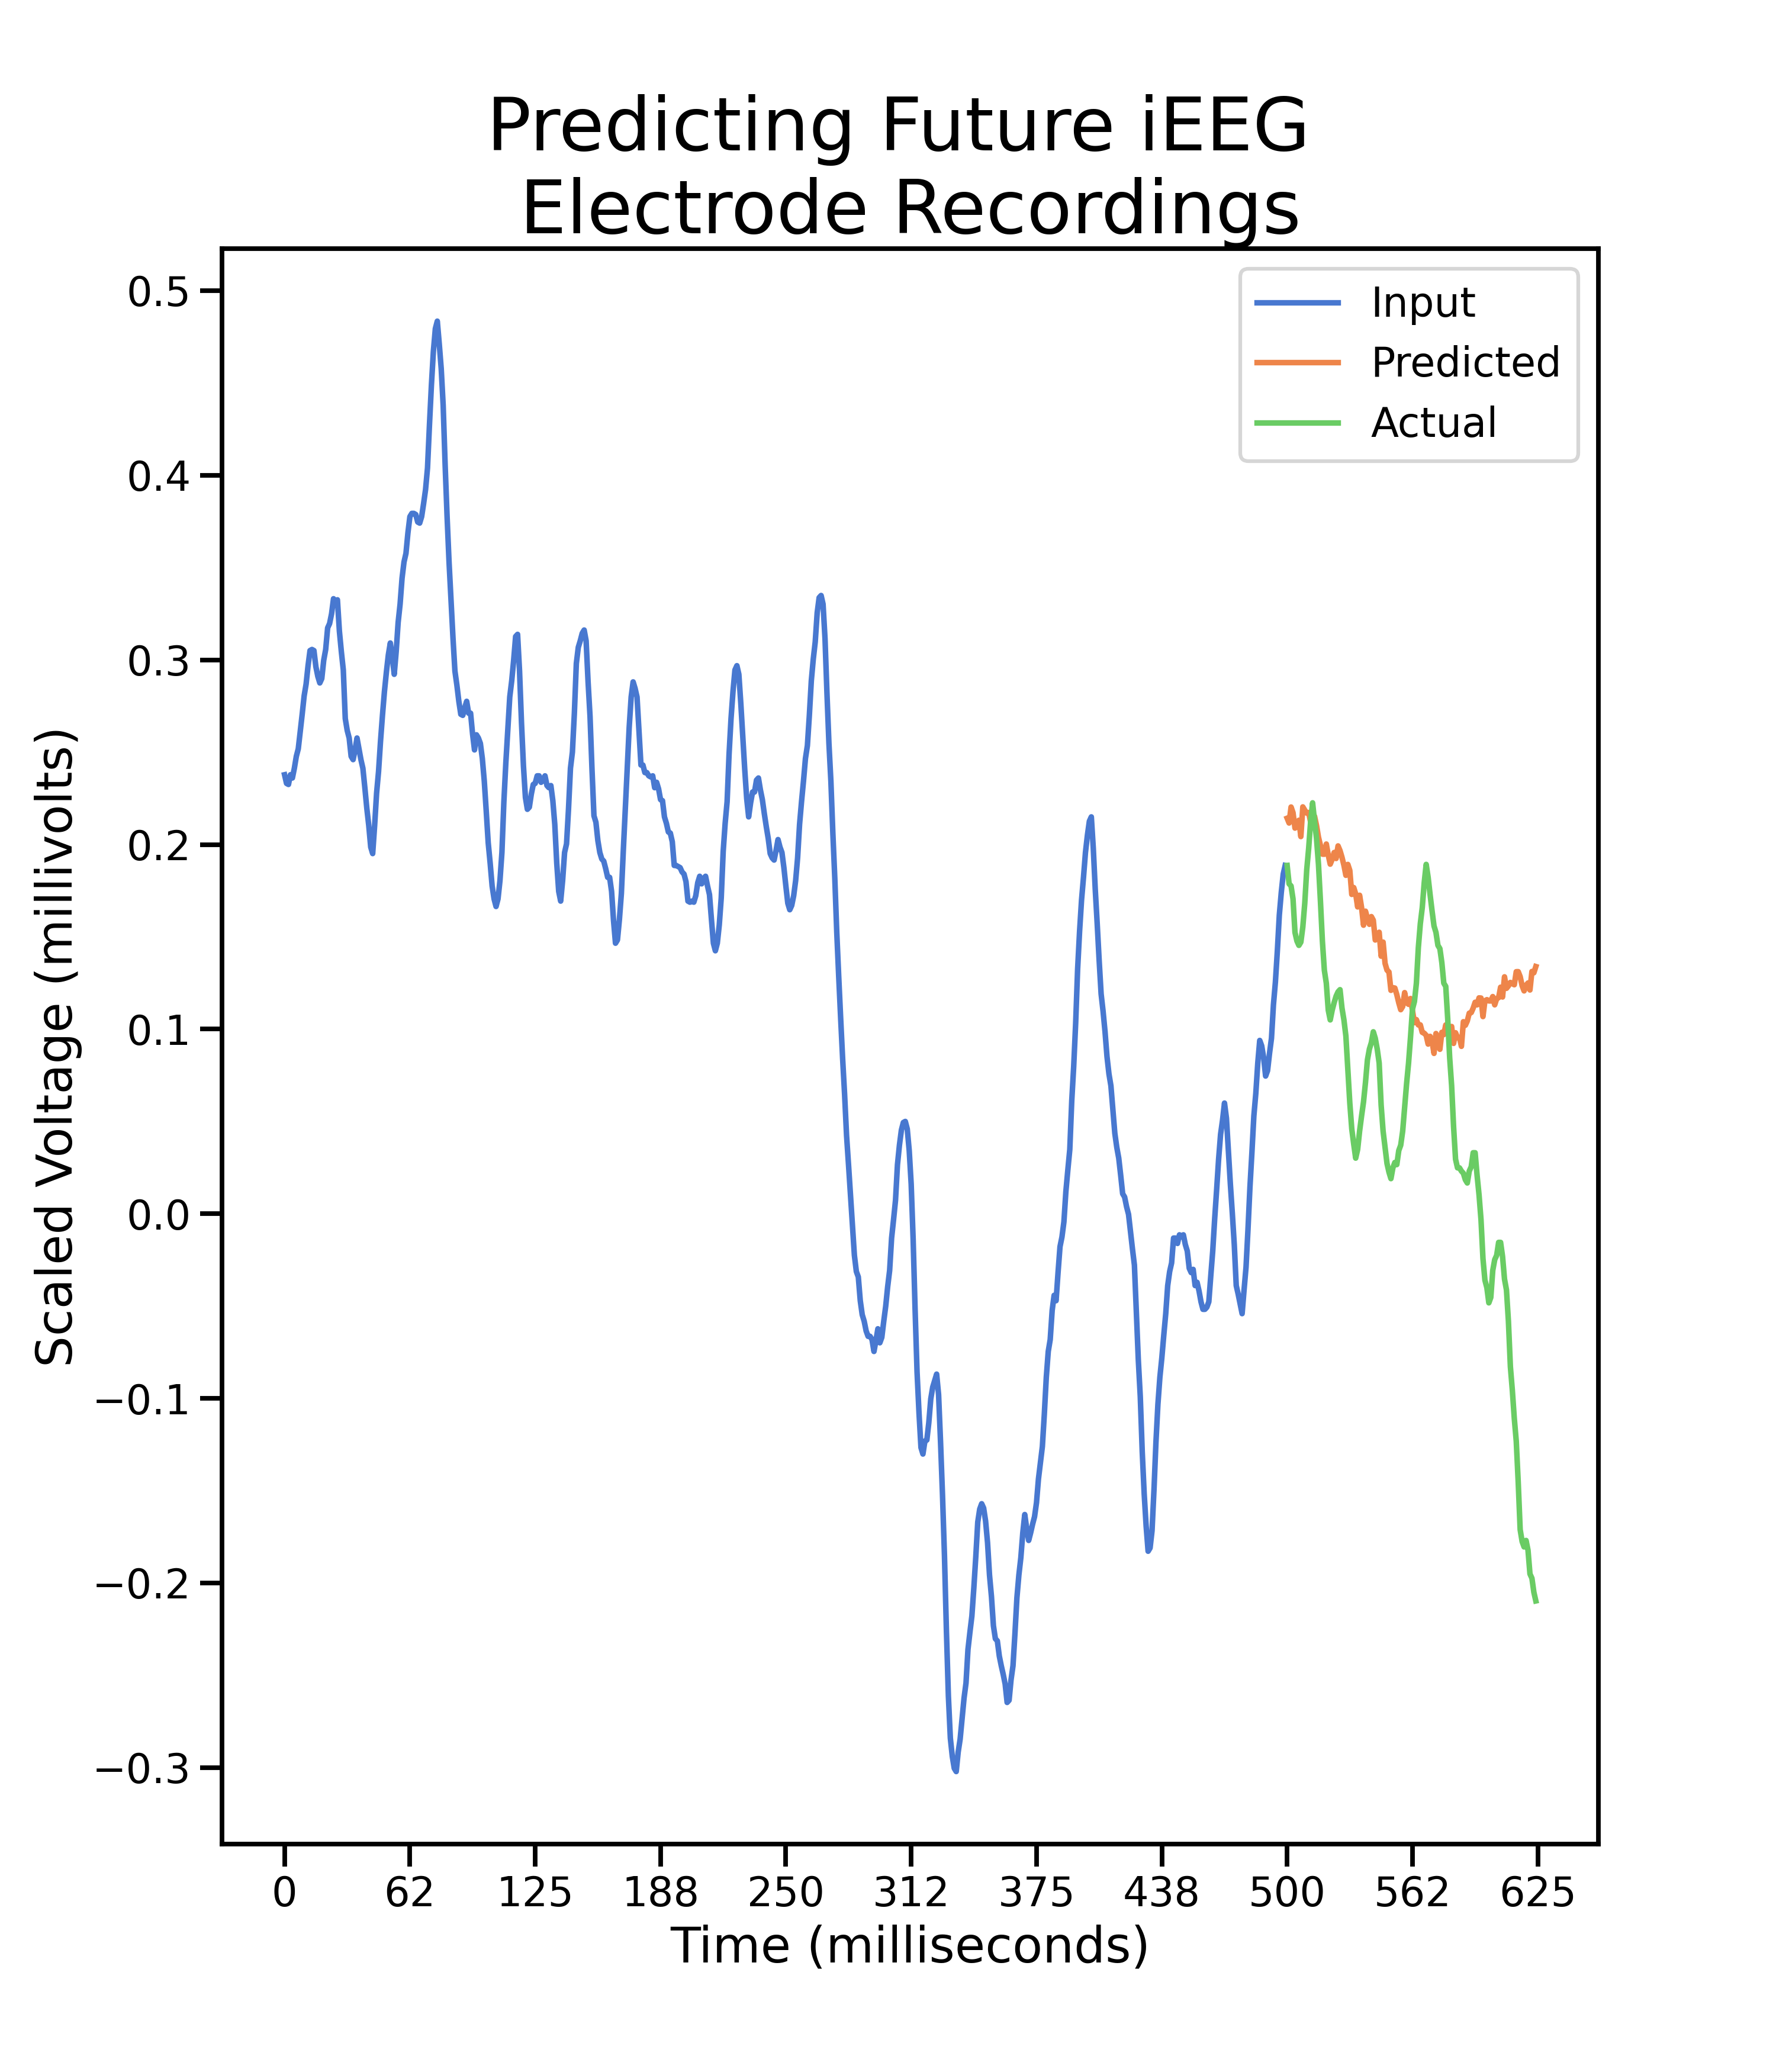 Predicting Future iEEG
Electrode Recordings
Input
Predicted
Actual
Scaled Voltage (millivolts)
0.5
0.4
0.3
0.2
0.1
0.0
−0.1
−0.2
−0.3
0 62 125 188 250 312 375 438 500 562 625
Time (milliseconds)